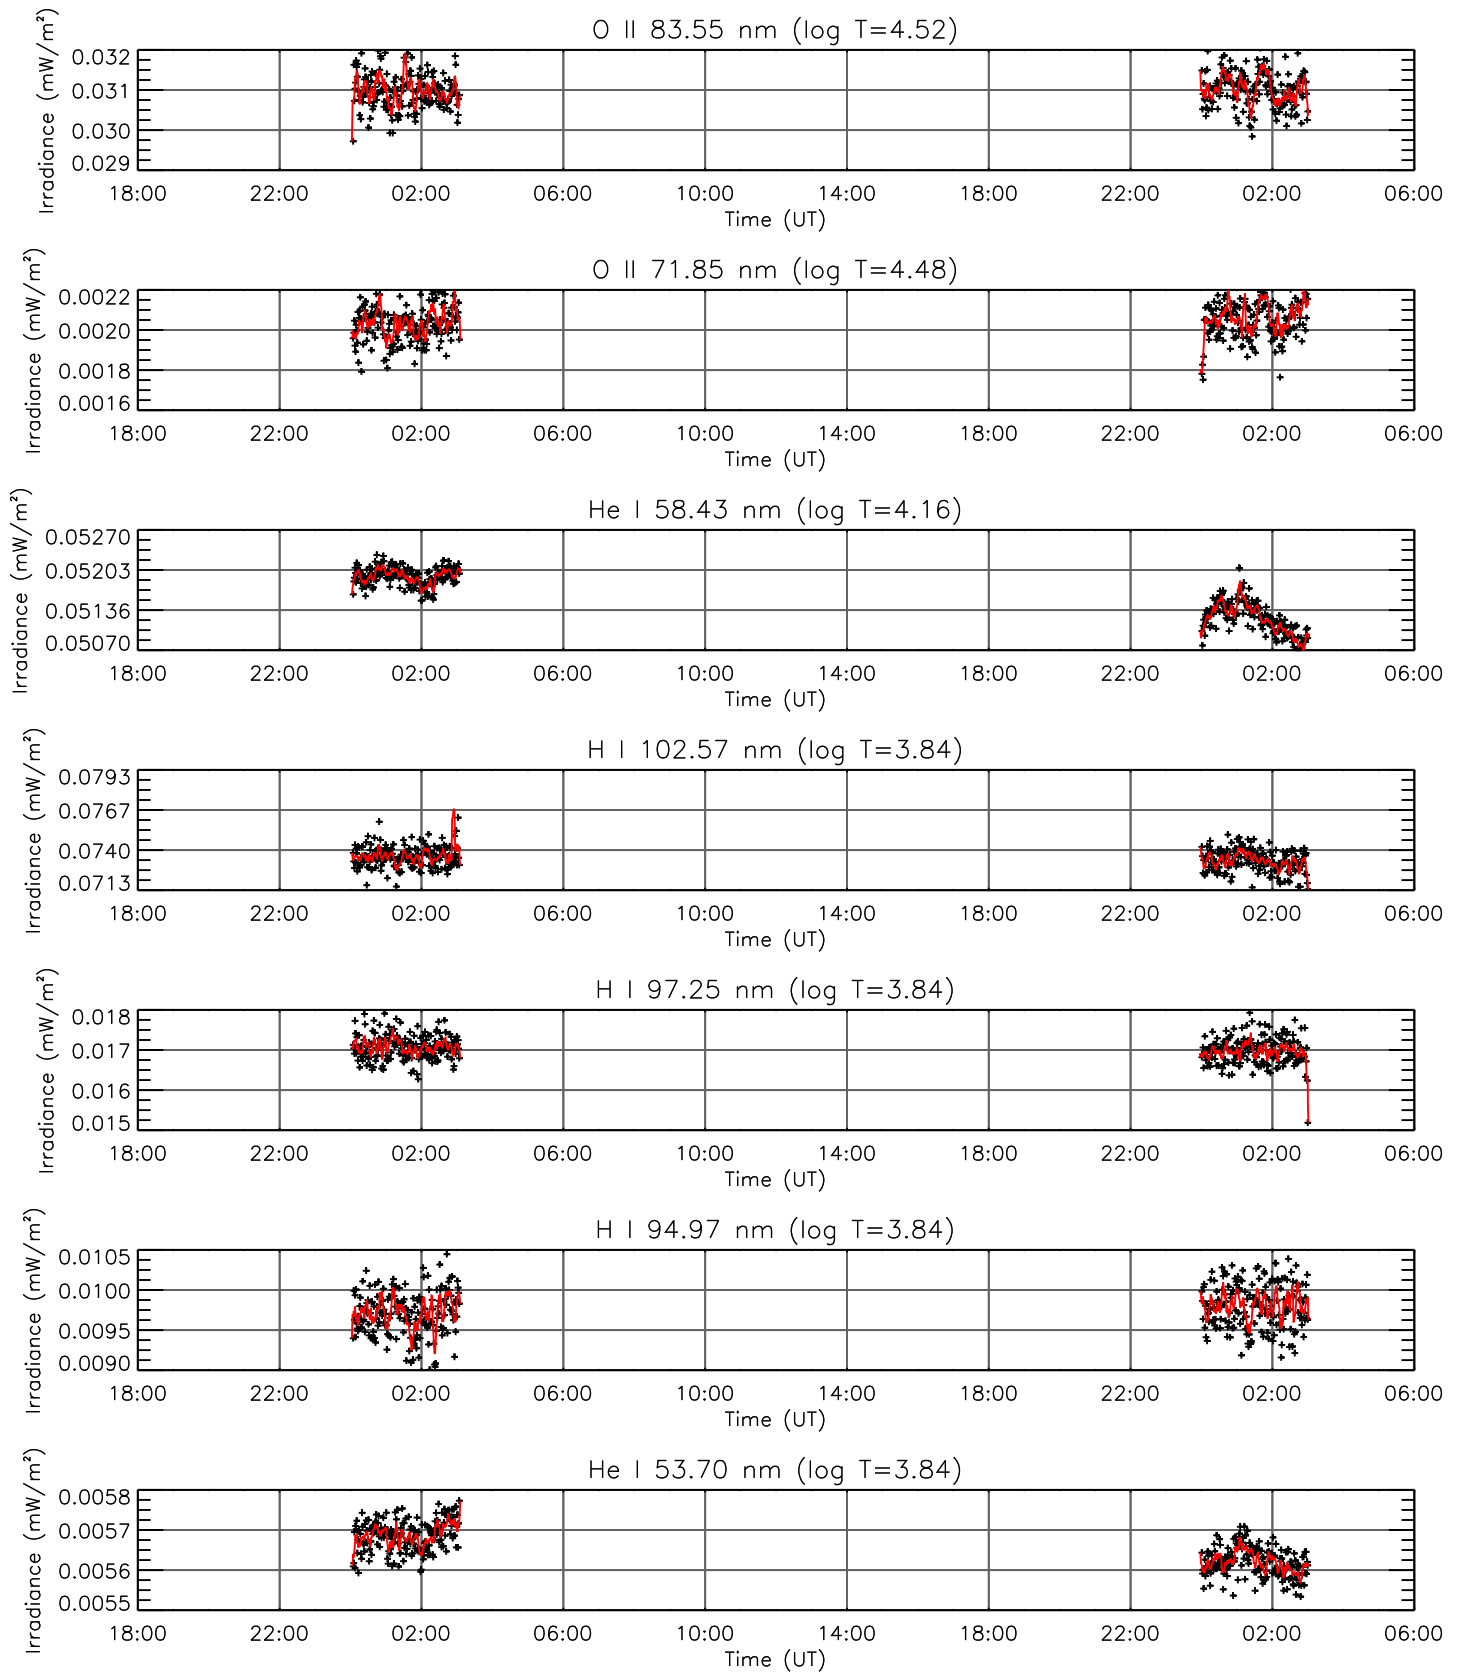 O II 83.55 nm (log T=4.52)
Irradiance (mW/m²)
0.032
0.031
0.030
0.029
18:00 22:00 02:00 06:00 10:00 14:00 18:00 22:00 02:00 06:00
Time (UT)
O II 71.85 nm (log T=4.48)
Irradiance (mW/m²)
0.0022
0.0020
0.0018
0.0016
18:00 22:00 02:00 06:00 10:00 14:00 18:00 22:00 02:00 06:00
Time (UT)
He I 58.43 nm (log T=4.16)
Irradiance (mW/m²)
0.05270
0.05203
0.05136
0.05070
18:00 22:00 02:00 06:00 10:00 14:00 18:00 22:00 02:00 06:00
Time (UT)
H I 102.57 nm (log T=3.84)
Irradiance (mW/m²)
0.0793
0.0767
0.0740
0.0713
18:00 22:00 02:00 06:00 10:00 14:00 18:00 22:00 02:00 06:00
Time (UT)
H I 97.25 nm (log T=3.84)
Irradiance (mW/m²)
0.018
0.017
0.016
0.015
18:00 22:00 02:00 06:00 10:00 14:00 18:00 22:00 02:00 06:00
Time (UT)
H I 94.97 nm (log T=3.84)
Irradiance (mW/m²)
0.0105
0.0100
0.0095
0.0090
18:00 22:00 02:00 06:00 10:00 14:00 18:00 22:00 02:00 06:00
Time (UT)
He I 53.70 nm (log T=3.84)
Irradiance (mW/m²)
0.0058
0.0057
0.0056
0.0055
18:00 22:00 02:00 06:00 10:00 14:00 18:00 22:00 02:00 06:00
Time (UT)